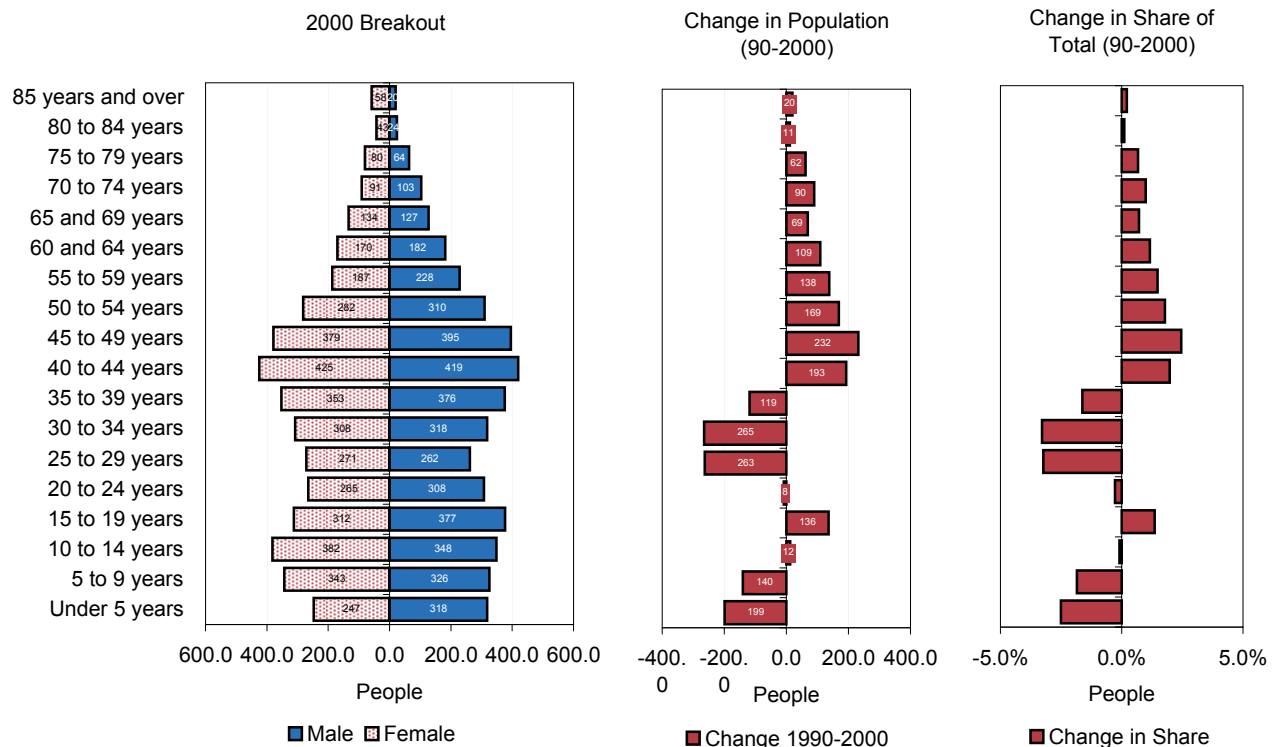 2000 Breakout
Change in Population
(90-2000)
Change in Share of
Total (90-2000)
85 years and over
58 20
20
80 to 84 years
43 24
11
75 to 79 years
80 64
62
70 to 74 years
91 103
90
65 and 69 years
134 127
69
60 and 64 years
170 182
109
55 to 59 years
187 228
138
50 to 54 years
282 310
169
45 to 49 years
379 395
232
40 to 44 years
425 419
193
35 to 39 years
353 376
119
30 to 34 years
308 318
265
25 to 29 years
271 262
263
20 to 24 years
265 308
8
15 to 19 years
312 377
136
10 to 14 years
382 348
12
5 to 9 years
343 326
140
Under 5 years
247 318
199
600.0 400.0 200.0 0.0 200.0 400.0 600.0
People
Male Female
-400. -200. 0.0 200.0 400.0
0 0
People
Change 1990-2000
-5.0% 0.0% 5.0%
People
Change in Share